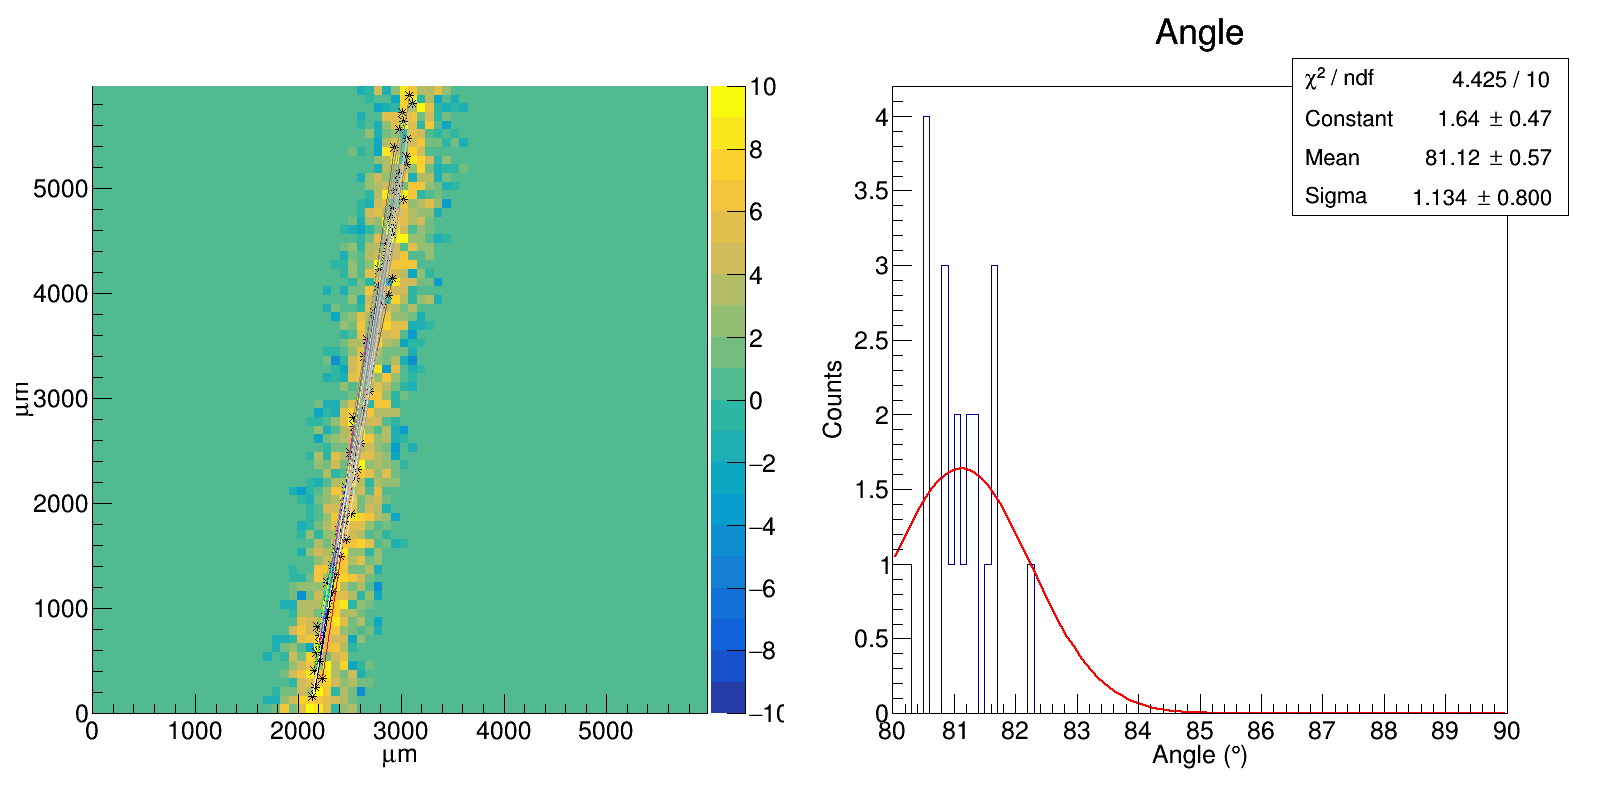 Angle
χ² / ndf 4.425 / 10
Constant 1.64 ± 0.47
Mean 81.12 ± 0.57
Sigma 1.134 ± 0.800
μm
5000
4000
3000
2000
1000
0
0 1000 2000 3000 4000 5000
μm
10
8
6
4
2
0
−2
−4
−6
−8
−10
Counts
4
3.5
3
2.5
2
1.5
1
0.5
0
80 81 82 83 84 85 86 87 88 89 90
Angle (°)